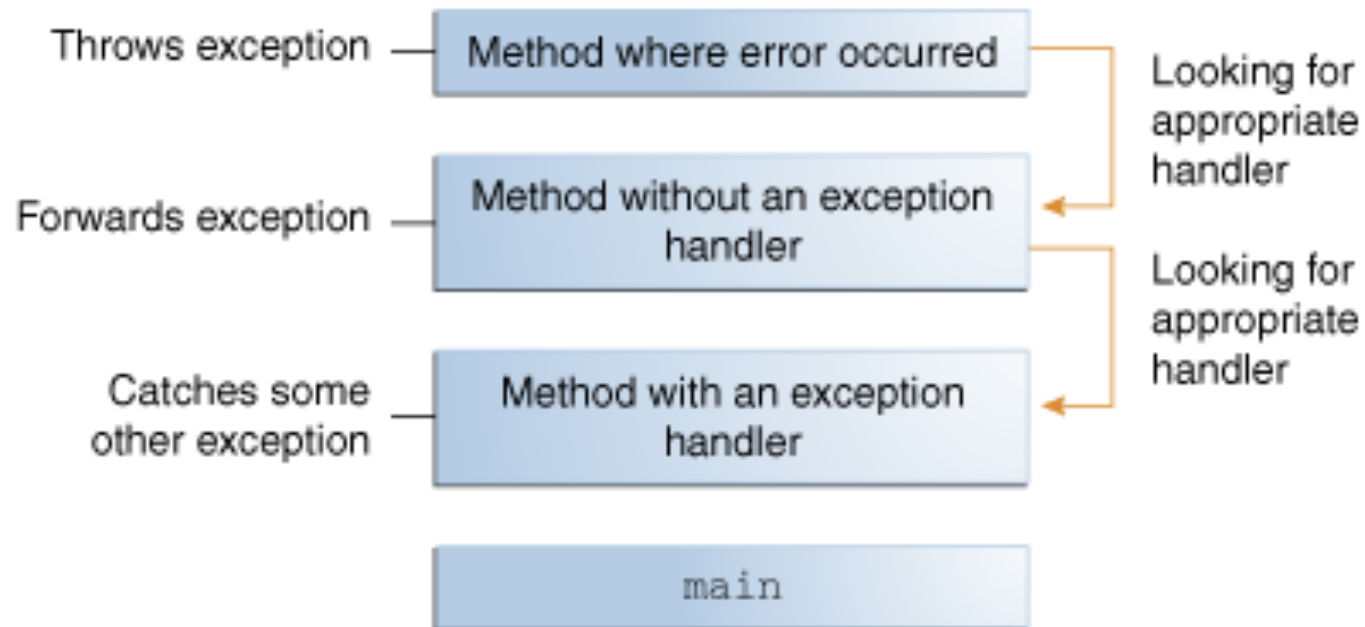 Throws exception
Method where error occurred
Looking for
appropriate
handler
Forwards exception
Method without an exception
handler
Looking for
appropriate
handler
Catches some
other exception
Method with an exception
handler
main